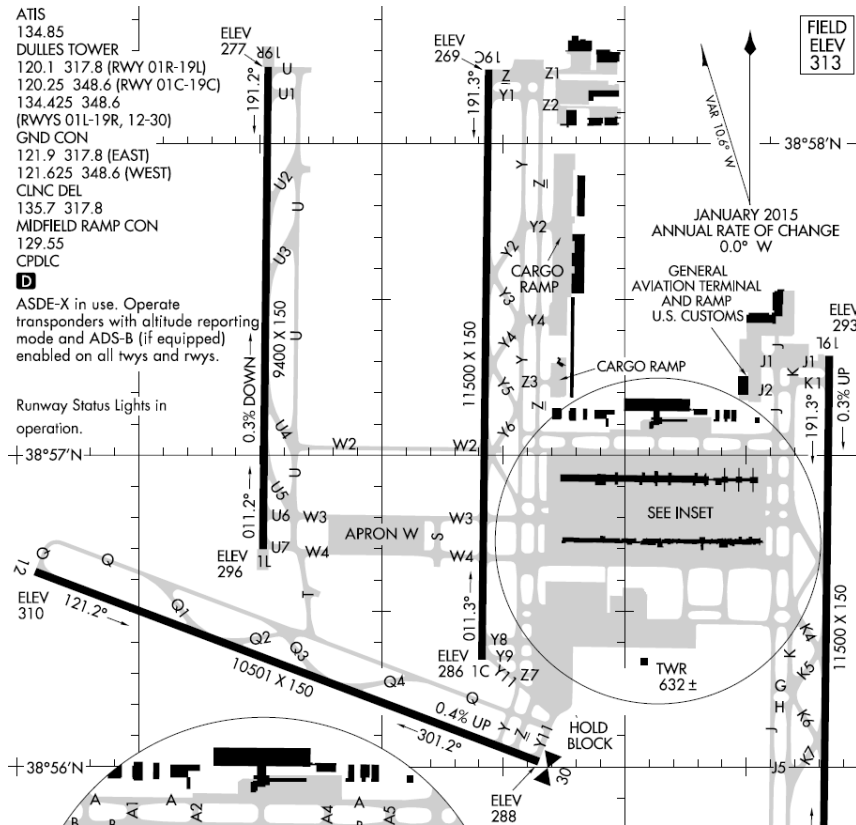 ATIS
134.85
DULLES TOWER
120.1 317.8 (RWY 01R-19L)
120.25 348.6 (RWY 01C-19C)
134.425 348.6
(RWYS 01L-19R, 12-30)
GND CON
121.9 317.8 (EAST)
121.625 348.6 (WEST)
CLNC DEL
135.7 317.8
MIDFIELD RAMP CON
129.55
CPDLC
D
ASDE-X in use. Operate
transponders with altitude reporting
mode and ADS-B (if equipped)
enabled on all twys and rwys.
Runway Status Lights in
operation.
ELEV
277
19R
191.2°
U
U1
U2
U
U3
U
9400 X 150
0.3% DOWN
U4
U
U5
011.2°
U6
U7
ELEV
296
1L
W2
W2
W3
W3
W4
W4
APRON W
S
T
ELEV
269
19C
191.3°
Z
Z1
Y1
Z2
Y
Z
Y2
Y2
CARGO
RAMP
Y3
Y4
Y4
Y
Y5
Z3
Z
Y6
CARGO RAMP
11500 X 150
011.3°
ELEV
286
1C
Y8
Y9
Y11
Z7
FIELD
ELEV
313
VAR 10.6° W
38°58'N
JANUARY 2015
ANNUAL RATE OF CHANGE
0.0° W
GENERAL
AVIATION TERMINAL
AND RAMP
U.S. CUSTOMS
ELEV
293
19L
J
J1
J1
K
K1
J2
J
191.3°
0.3% UP
38°57'N
SEE INSET
TWR
632 ±
11500 X 150
K4
K
K5
G
H
K6
J
K7
J5
12
Q
Q
ELEV
310
121.2°
Q1
Q2
Q3
10501 X 150
Q4
Q
0.4% UP
301.2°
Y
Z
Y11
HOLD
BLOCK
30
ELEV
288
38°56'N
A
A
A
A1
A2
A4
A5
B